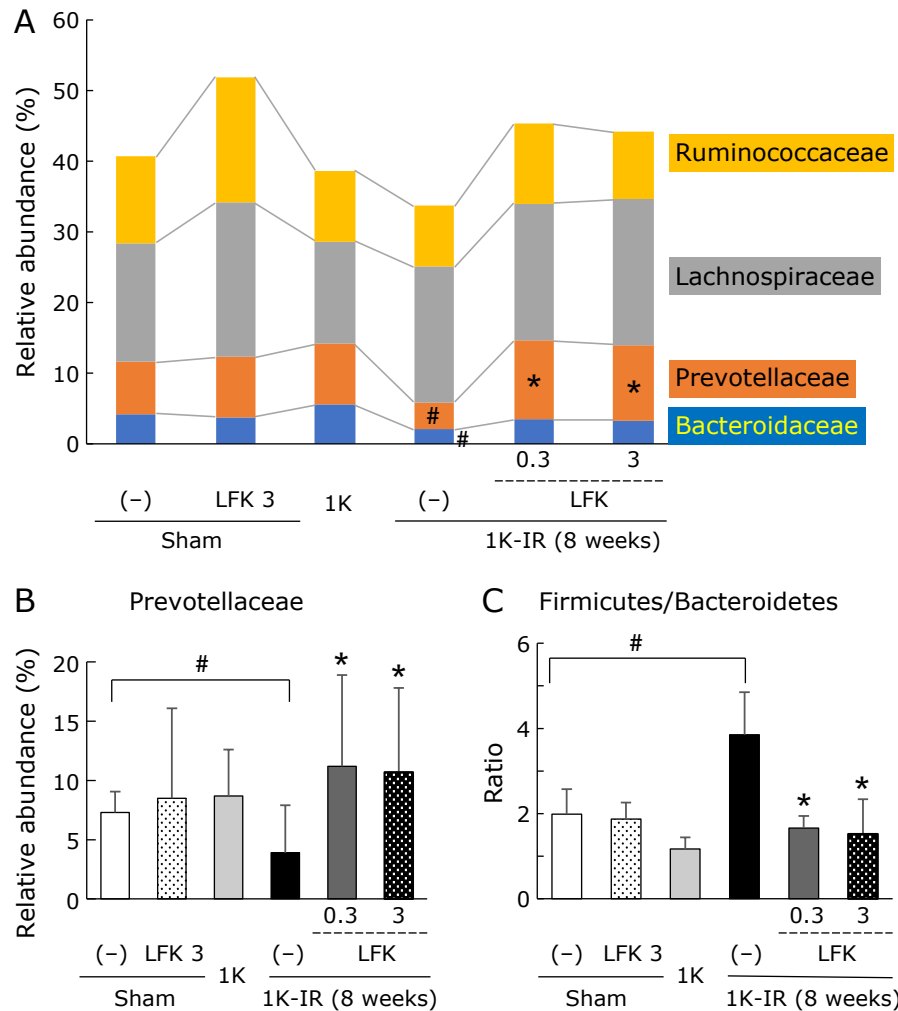 A
Relative abundance (%)
60
50
40
30
20
10
0
Ruminococcaceae
Lachnospiraceae
Prevotellaceae
Bacteroidaceae
# # * *
0.3 3
(−) LFK 3 1K (−) LFK
Sham 1K-IR (8 weeks)
B Prevotellaceae
Relative abundance (%)
20
15
10
5
0
# * *
0.3 3
(−) LFK 3 1K (−) LFK
Sham 1K-IR (8 weeks)
C Firmicutes/Bacteroidetes
Ratio
6
4
2
0
# * *
0.3 3
(−) LFK 3 1K (−) LFK
Sham 1K-IR (8 weeks)